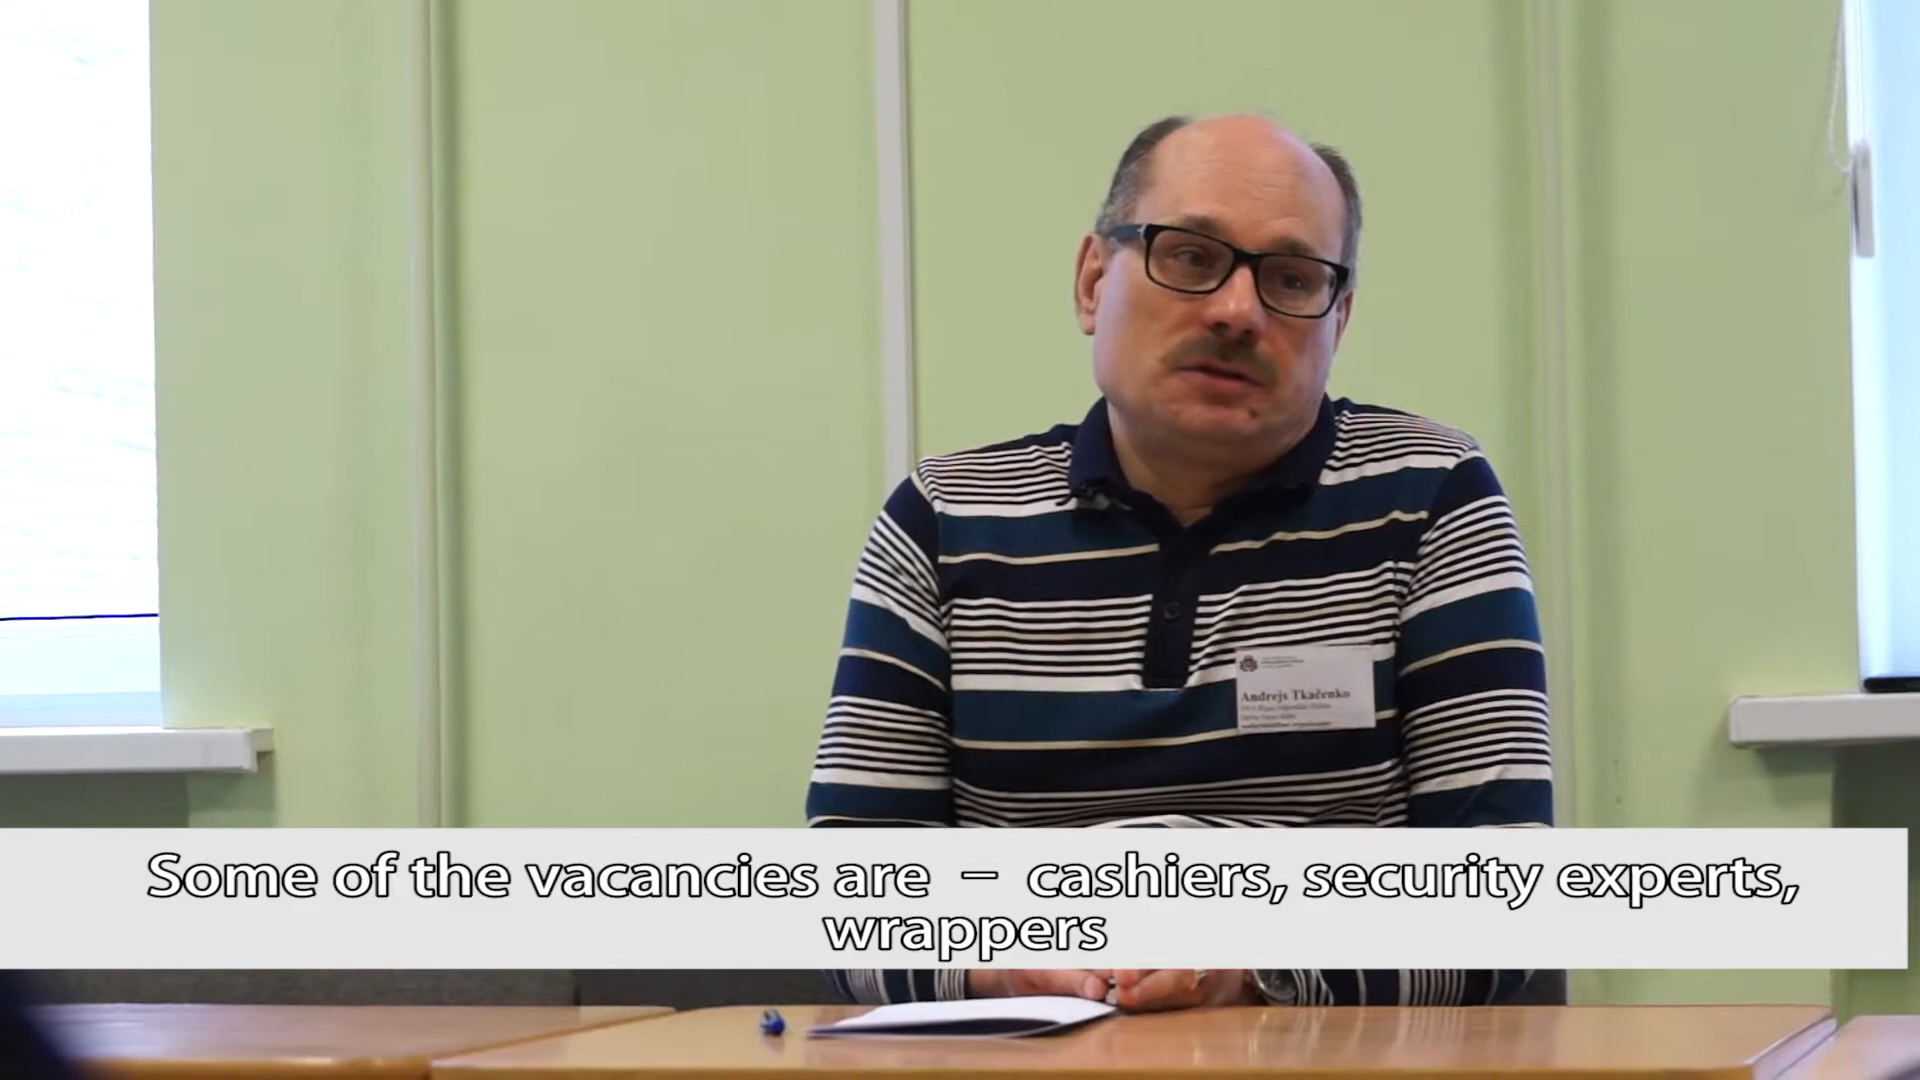 Andrejs Tkačenko
Some of the vacancies are – cashiers, security experts,
wrappers